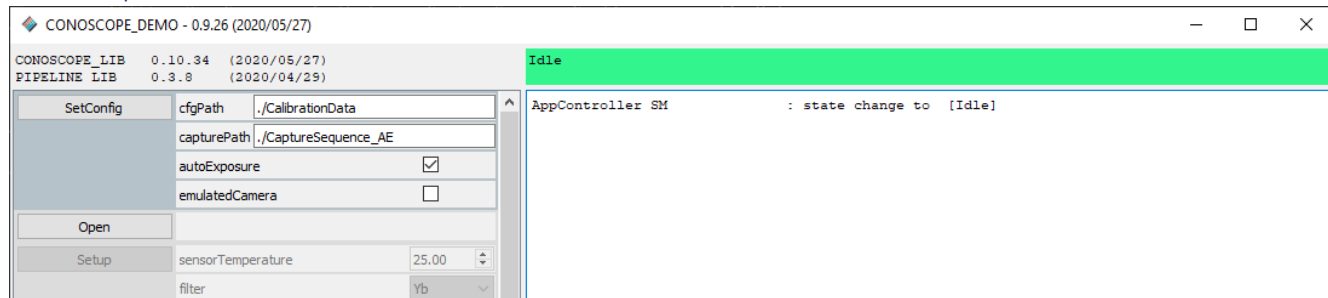 CONOSCOPE_DEMO - 0.9.26 (2020/05/27)
CONOSCOPE_LIB 0.10.34 (2020/05/27)
PIPELINE LIB 0.3.8 (2020/04/29)
Idle
SetConfig cfgPath ./CalibrationData
capturePath ./CaptureSequence_AE
autoExposure
emulatedCamera
Open
Setup sensorTemperature 25.00
filter Yb
AppController SM : state change to [Idle]